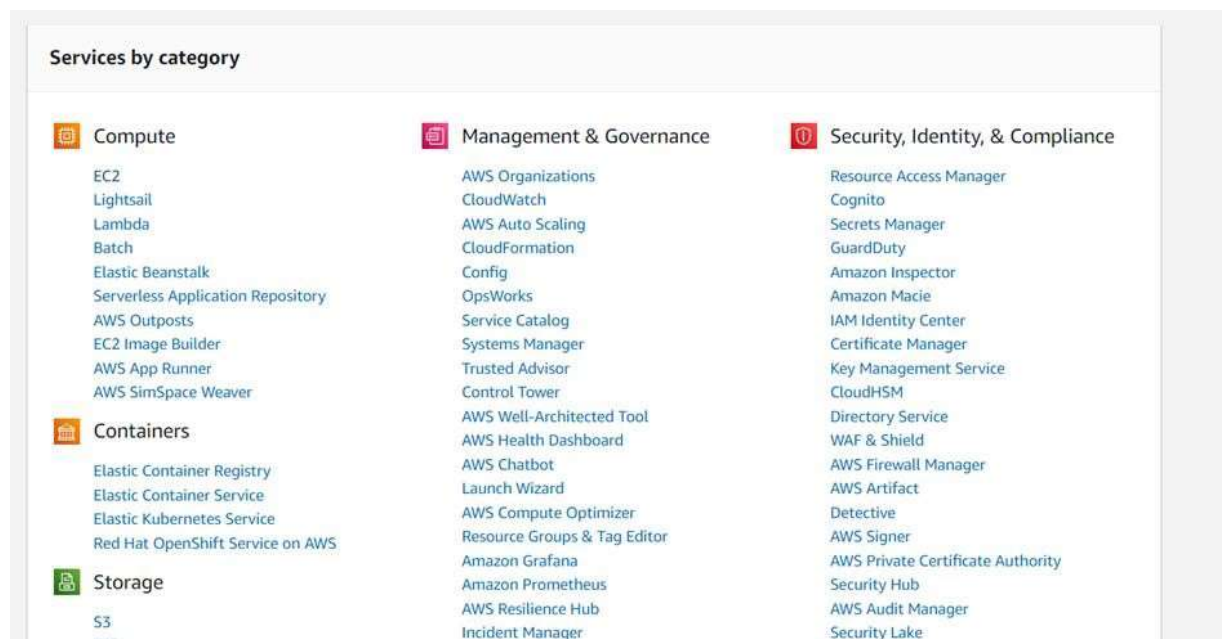 Services by category
Compute
EC2
Lightsail
Lambda
Batch
Elastic Beanstalk
Serverless Application Repository
AWS Outposts
EC2 Image Builder
AWS App Runner
AWS SimSpace Weaver
Containers
Elastic Container Registry
Elastic Container Service
Elastic Kubernetes Service
Red Hat OpenShift Service on AWS
Storage
S3
Management & Governance
AWS Organizations
CloudWatch
AWS Auto Scaling
CloudFormation
Config
OpsWorks
Service Catalog
Systems Manager
Trusted Advisor
Control Tower
AWS Well-Architected Tool
AWS Health Dashboard
AWS Chatbot
Launch Wizard
AWS Compute Optimizer
Resource Groups & Tag Editor
Amazon Grafana
Amazon Prometheus
AWS Resilience Hub
Incident Manager
Security, Identity, & Compliance
Resource Access Manager
Cognito
Secrets Manager
GuardDuty
Amazon Inspector
Amazon Macie
IAM Identity Center
Certificate Manager
Key Management Service
CloudHSM
Directory Service
WAF & Shield
AWS Firewall Manager
AWS Artifact
Detective
AWS Signer
AWS Private Certificate Authority
Security Hub
AWS Audit Manager
Security Lake